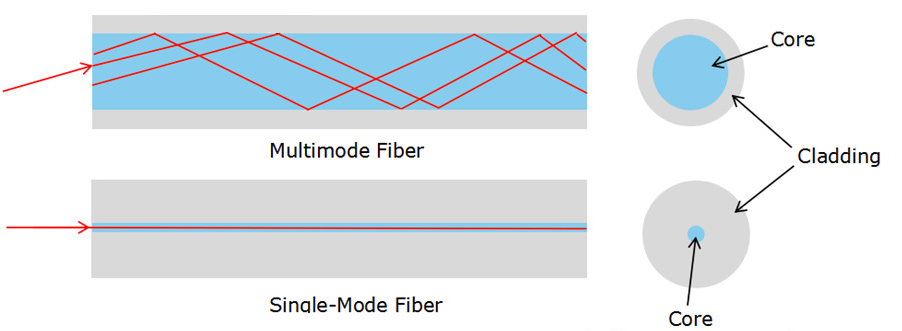 Core
Multimode Fiber
Cladding
Single-Mode Fiber
Core